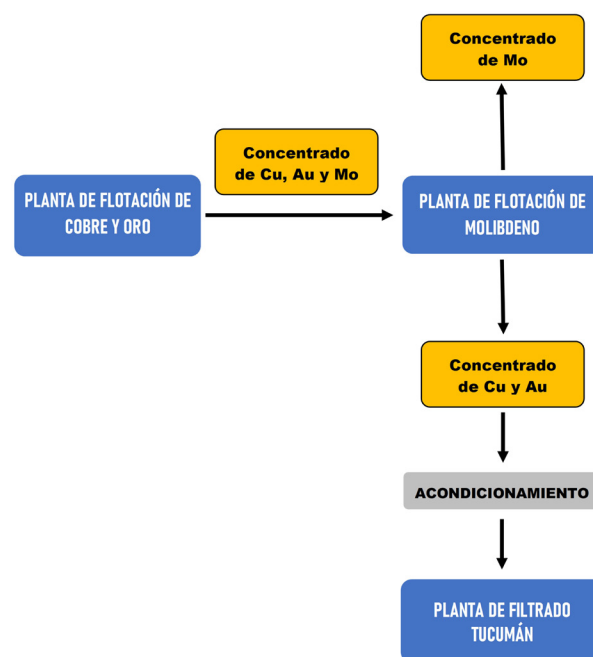 PLANTA DE FLOTACIÓN DE
COBRE Y ORO
Concentrado
de Cu, Au y Mo
PLANTA DE FLOTACIÓN DE
MOLIBDENO
Concentrado
de Mo
Concentrado
de Cu y Au
ACONDICIONAMIENTO
PLANTA DE FILTRADO
TUCUMÁN